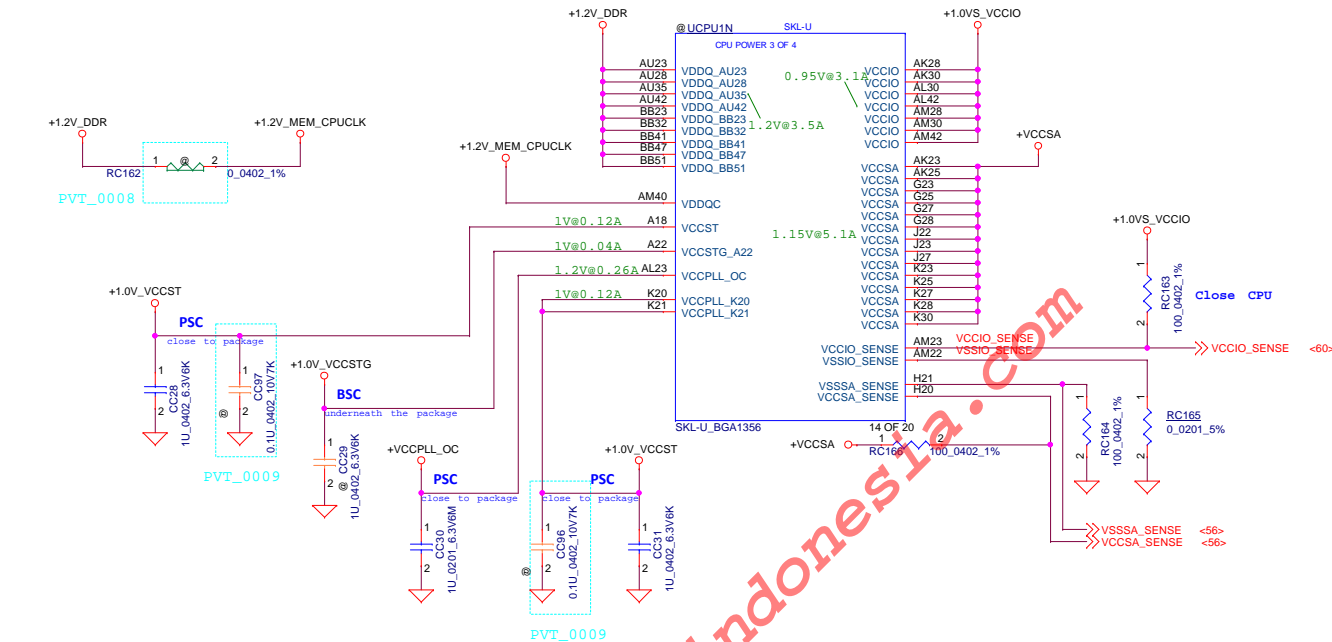 +1.2V_DDR
@ UCPU1N
SKL-U
+1.0VS_VCCIO
CPU POWER 3 OF 4
AU23
AU28
AU35
AU42
BB23
BB32
BB41
BB47
BB51
VDDQ_AU23
VDDQ_AU28
VDDQ_AU35
VDDQ_AU42
VDDQ_BB23
VDDQ_BB32
VDDQ_BB41
VDDQ_BB47
VDDQ_BB51
0.95V@3.1A
1.2V@3.5A
VCCIO
VCCIO
VCCIO
VCCIO
VCCIO
VCCIO
VCCIO
AK28
AK30
AL30
AL42
AM28
AM30
AM42
+VCCSA
+1.2V_DDR
+1.2V_MEM_CPUCLK
1
@
2
RC162
0_0402_1%
PVT_0008
+1.2V_MEM_CPUCLK
AM40
VDDQC
1V@0.12A
A18
VCCST
1V@0.04A
A22
VCCSTG_A22
1.2V@0.26A
AL23
VCCPLL_OC
1V@0.12A
K20
K21
VCCPLL_K20
VCCPLL_K21
1.15V@5.1A
VCCSA
VCCSA
VCCSA
VCCSA
VCCSA
VCCSA
VCCSA
VCCSA
VCCSA
VCCSA
VCCSA
VCCSA
VCCSA
VCCSA
AK23
AK25
G23
G25
G27
G28
J22
J23
J27
K23
K25
K27
K28
K30
VCCIO_SENSE
VSSIO_SENSE
AM23
AM22
VCCIO_SENSE
VSSIO_SENSE
VSSSA_SENSE
VCCSA_SENSE
H21
H20
SKL-U_BGA1356
14 OF 20
+1.0VS_VCCIO
1
2
RC163
100_0402_1%
Close CPU
VCCIO_SENSE <60>
+VCCSA
1
2
RC166
100_0402_1%
1
2
RC164
100_0402_1%
1
2
RC165
0_0201_5%
VSSSA_SENSE <56>
VCCSA_SENSE <56>
+1.0V_VCCST
PSC
close to package
1
2
CC28
1U_0402_6.3V6K
1
2
@
CC97
0.1U_0402_10V7K
PVT_0009
+1.0V_VCCSTG
BSC
underneath the package
1
2
@
CC29
1U_0402_6.3V6K
+VCCPLL_OC
PSC
close to package
1
2
CC30
1U_0201_6.3V6M
+1.0V_VCCST
PSC
close to package
1
2
@
CC96
0.1U_0402_10V7K
1
2
CC31
1U_0402_6.3V6K
PVT_0009
indonesia.com